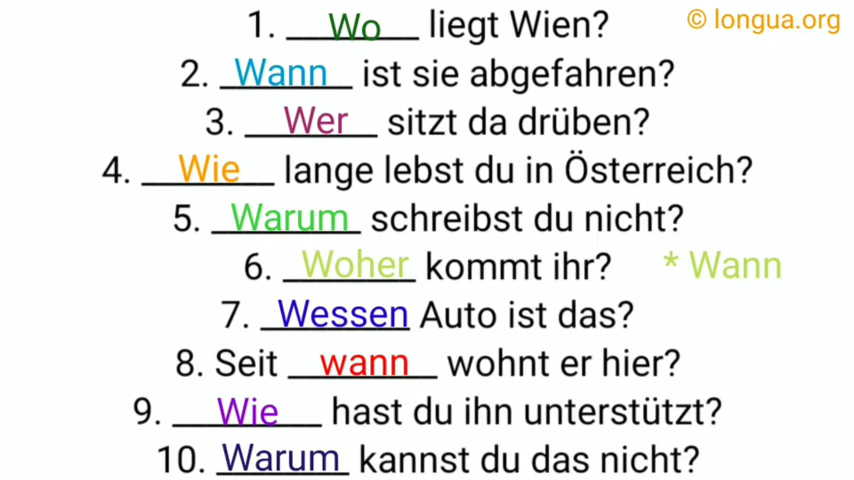 © longua.org
1. Wo liegt Wien?
2. Wann ist sie abgefahren?
3. Wer sitzt da drüben?
4. Wie lange lebst du in Österreich?
5. Warum schreibst du nicht?
6. Woher kommt ihr? * Wann
7. Wessen Auto ist das?
8. Seit wann wohnt er hier?
9. Wie hast du ihn unterstützt?
10. Warum kannst du das nicht?